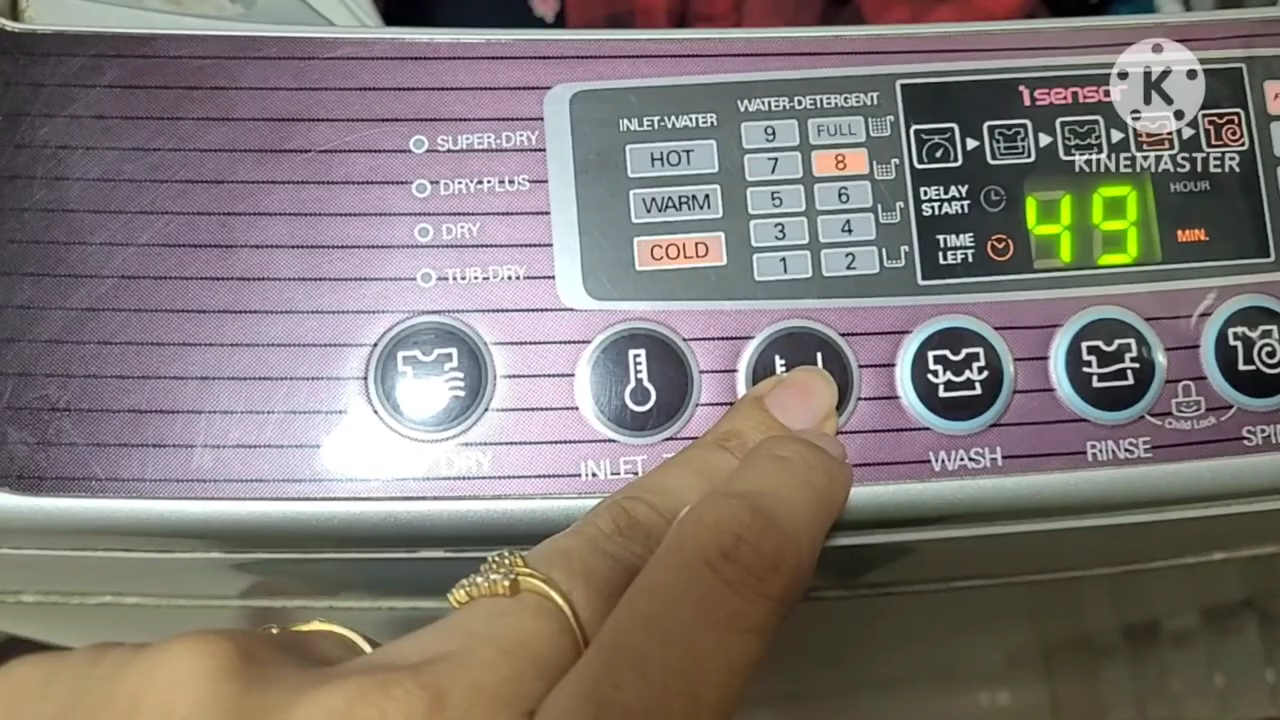 SUPER-DRY
DRY-PLUS
DRY
TUB-DRY
INLET-WATER
HOT
WARM
COLD
WATER-DETERGENT
9 FULL
7 8
5 6
3 4
1 2
i sensor
K
KINEMASTER
DELAY
START
HOUR
TIME
LEFT
49
MIN.
DRY
INLET
WASH
RINSE
Child Lock